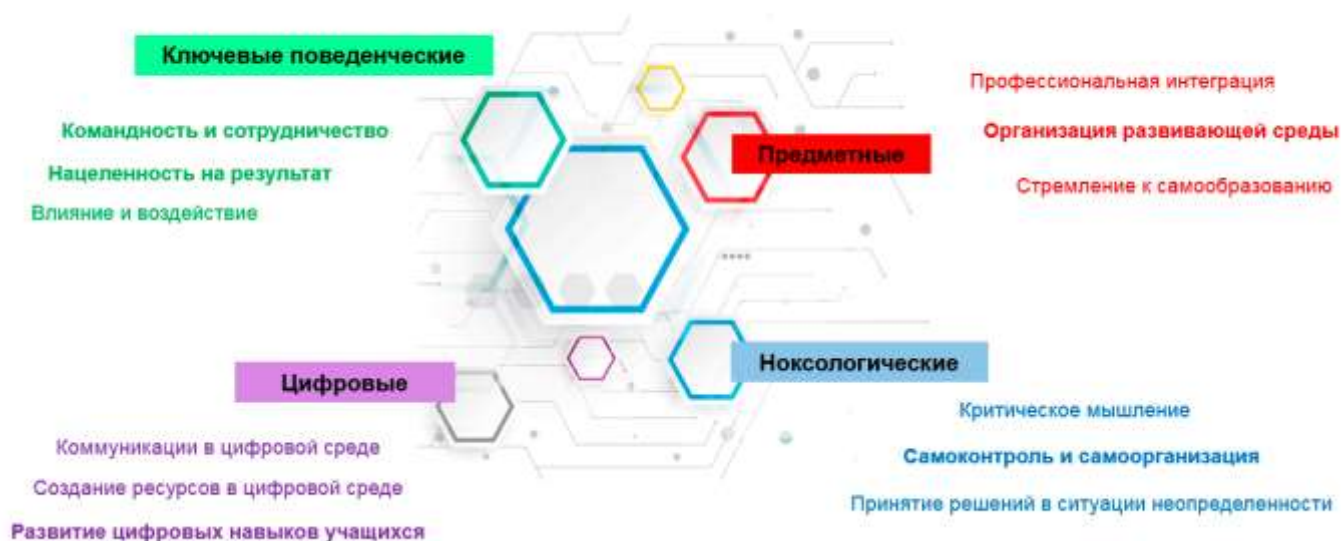 Ключевые поведенческие
Командность и сотрудничество
Нацеленность на результат
Влияние и воздействие
Предметные
Профессиональная интеграция
Организация развивающей среды
Стремление к самообразованию
Цифровые
Коммуникации в цифровой среде
Создание ресурсов в цифровой среде
Развитие цифровых навыков учащихся
Ноксологические
Критическое мышление
Самоконтроль и самоорганизация
Принятие решений в ситуации неопределенности